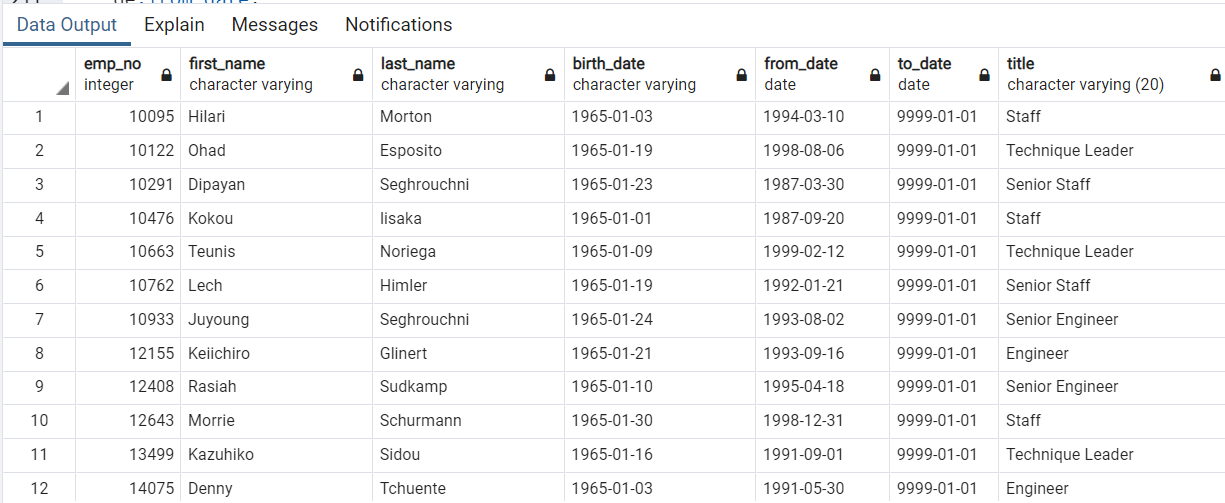 Data Output Explain Messages Notifications
emp_no first_name last_name birth_date from_date to_date title
integer character varying character varying character varying date date character varying (20)
1 10095 Hilari Morton 1965-01-03 1994-03-10 9999-01-01 Staff
2 10122 Ohad Esposito 1965-01-19 1998-08-06 9999-01-01 Technique Leader
3 10291 Dipayan Seghrouchni 1965-01-23 1987-03-30 9999-01-01 Senior Staff
4 10476 Kokou Iisaka 1965-01-01 1987-09-20 9999-01-01 Staff
5 10663 Teunis Noriega 1965-01-09 1999-02-12 9999-01-01 Technique Leader
6 10762 Lech Himler 1965-01-19 1992-01-21 9999-01-01 Senior Staff
7 10933 Juyoung Seghrouchni 1965-01-24 1993-08-02 9999-01-01 Senior Engineer
8 12155 Keiichiro Glinert 1965-01-21 1993-09-16 9999-01-01 Engineer
9 12408 Rasiah Sudkamp 1965-01-10 1995-04-18 9999-01-01 Senior Engineer
10 12643 Morrie Schurmann 1965-01-30 1998-12-31 9999-01-01 Staff
11 13499 Kazuhiko Sidou 1965-01-16 1991-09-01 9999-01-01 Technique Leader
12 14075 Denny Tchuente 1965-01-03 1991-05-30 9999-01-01 Engineer